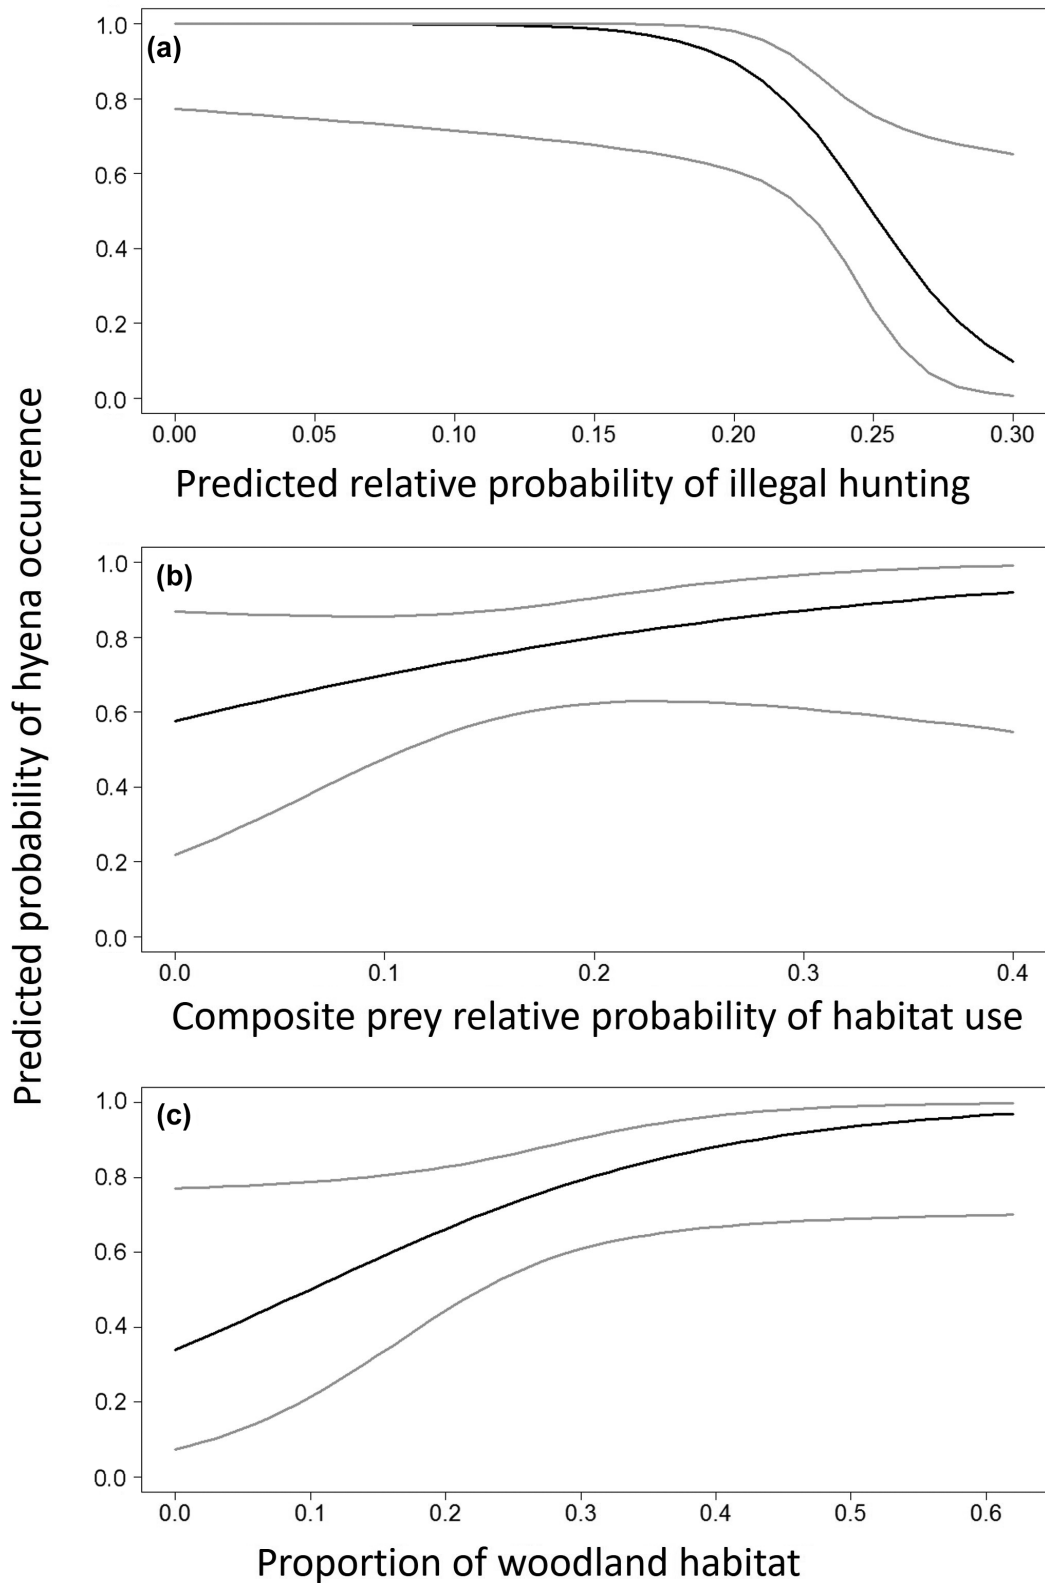 Predicted probability of hyena occurrence
(a)
1.0
0.8
0.6
0.4
0.2
0.0
0.00 0.05 0.10 0.15 0.20 0.25 0.30
Predicted relative probability of illegal hunting
(b)
1.0
0.8
0.6
0.4
0.2
0.0
0.0 0.1 0.2 0.3 0.4
Composite prey relative probability of habitat use
(c)
1.0
0.8
0.6
0.4
0.2
0.0
0.0 0.1 0.2 0.3 0.4 0.5 0.6
Proportion of woodland habitat